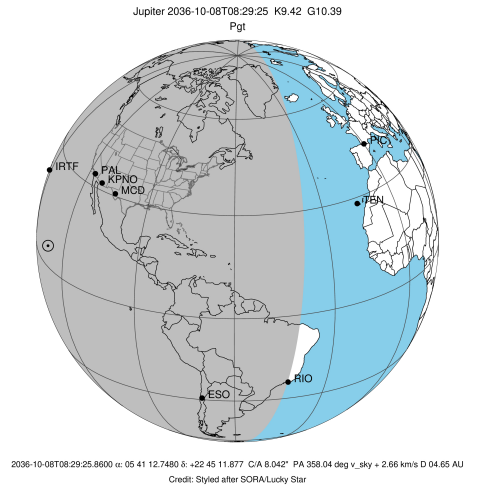 Jupiter 2036-10-08T08:29:25 K9.42 G10.39
Pgt
PIC
IRTF
PAL
KPNO
MCD
TEN
RIO
ESO
2036-10-08T08:29:25.8600 α: 05 41 12.7480 δ: +22 45 11.877 C/A 8.042" PA 358.04 deg v_sky + 2.66 km/s D 04.65 AU
Credit: Styled after SORA/Lucky Star